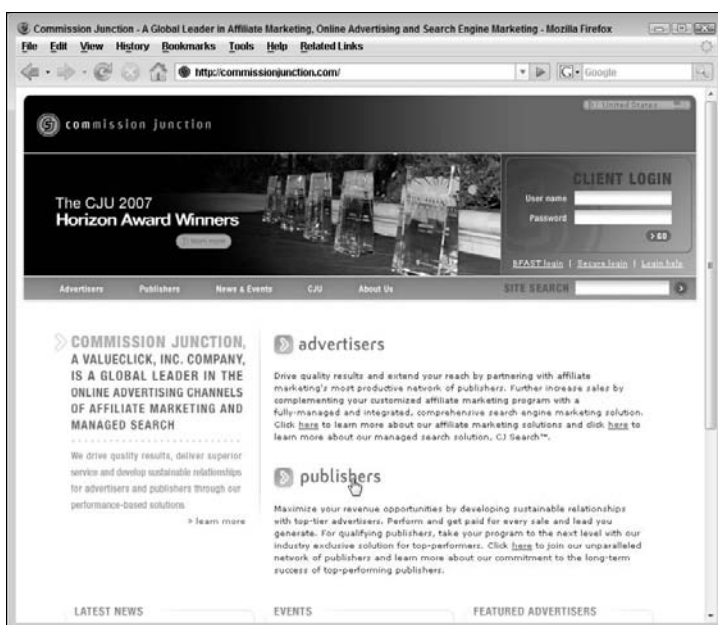 Commission Junction - A Global Leader in Affiliate Marketing, Online Advertising and Search Engine Marketing - Mozilla Firefox
File Edit View History Bookmarks Tools Help Related Links
http://commissionjunction.com/
Google
United States
commission junction
The CJU 2007
Horizon Award Winners
learn more
CLIENT LOGIN
User name
Password
GO
BFAST login | Secure login | Login help
Advertisers Publishers News & Events CJU About Us
SITE SEARCH
COMMISSION JUNCTION,
A VALUECLICK, INC. COMPANY,
IS A GLOBAL LEADER IN THE
ONLINE ADVERTISING CHANNELS
OF AFFILIATE MARKETING AND
MANAGED SEARCH
We drive quality results, deliver superior
service and develop sustainable relationships
for advertisers and publishers through our
performance-based solutions
> learn more
advertisers
Drive quality results and extend your reach by partnering with affiliate
marketing's most productive network of publishers. Further increase sales by
complementing your customized affiliate marketing program with a
fully-managed and integrated, comprehensive search engine marketing solution.
Click here to learn more about our affiliate marketing solutions and click here to
learn more about our managed search solution, CJ Search™.
publishers
Maximize your revenue opportunities by developing sustainable relationships
with top-tier advertisers. Perform and get paid for every sale and lead you
generate. For qualifying publishers, take your program to the next level with our
industry exclusive solution for top-performers. Click here to join our unparalleled
network of publishers and learn more about our commitment to the long-term
success of top-performing publishers.
LATEST NEWS
EVENTS
FEATURED ADVERTISERS